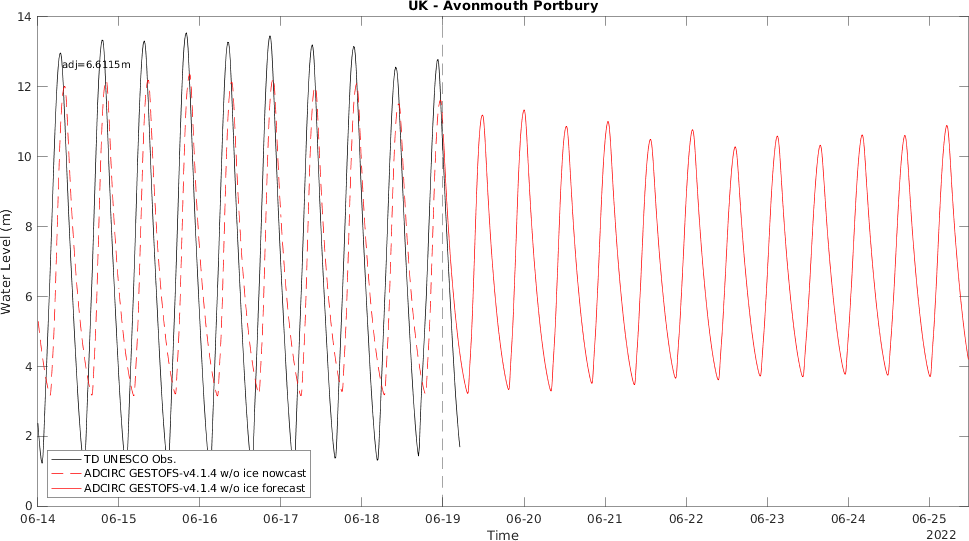 UK - Avonmouth Portbury
14
adj=6.6115m
12
10
8
6
4
2
0
Water Level (m)
TD UNESCO Obs.
ADCIRC GESTOFS-v4.1.4 w/o ice nowcast
ADCIRC GESTOFS-v4.1.4 w/o ice forecast
06-14 06-15 06-16 06-17 06-18 06-19 06-20 06-21 06-22 06-23 06-24 06-25
Time
2022